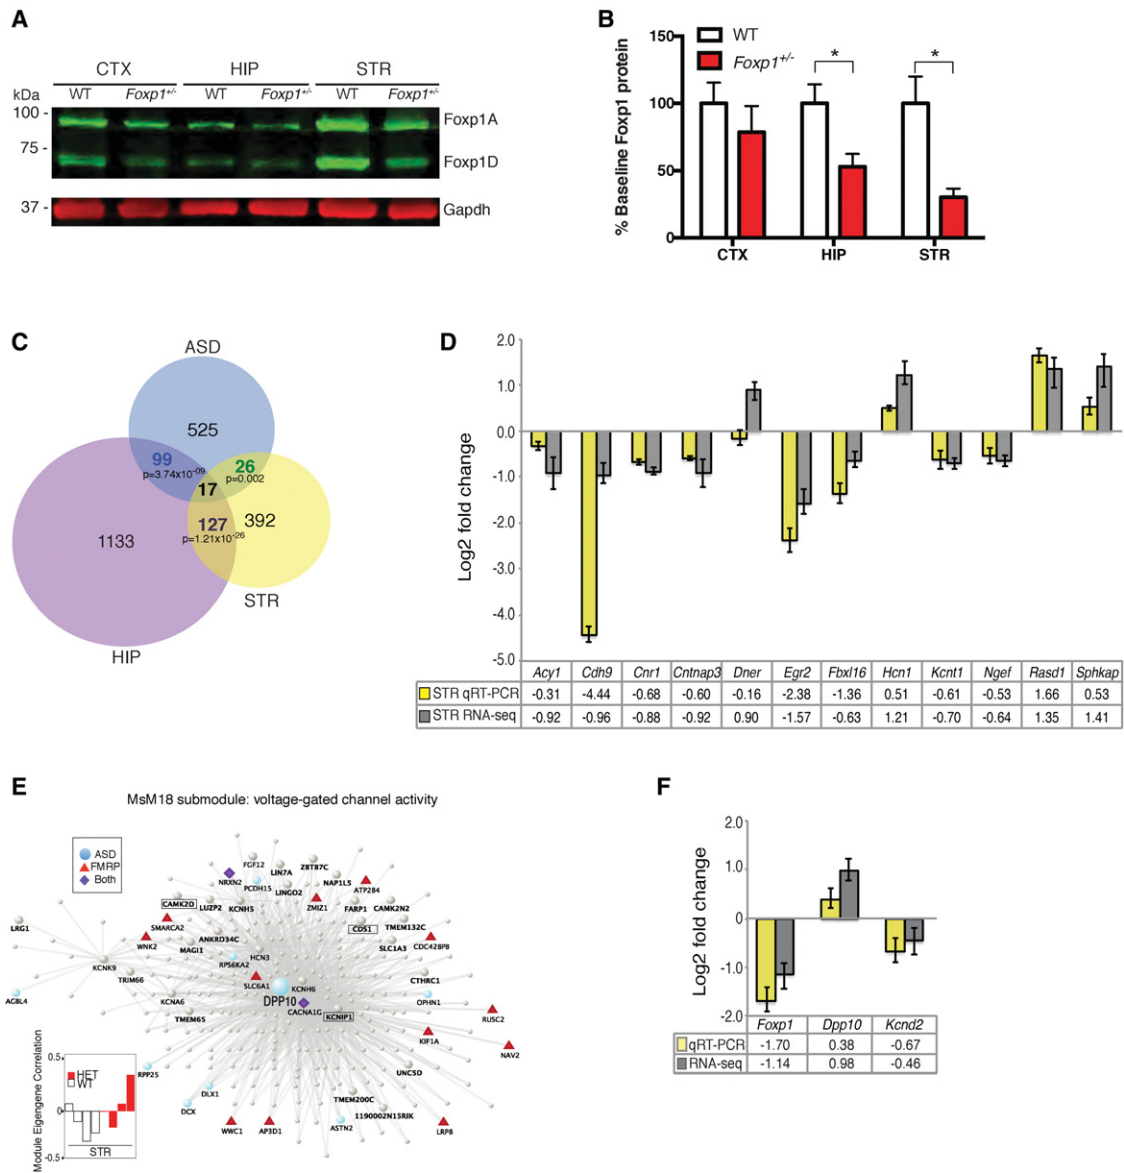 A
CTX HIP STR
kDa WT Foxp1+/- WT Foxp1+/- WT Foxp1+/-
100 -
Foxp1A
75 -
Foxp1D
37 -
Gapdh
B
WT
Foxp1+/-
% Baseline Foxp1 protein
150
100
50
0
* *
CTX HIP STR
C
ASD
525
99
p=3.74x10-09
26
p=0.002
17
127
p=1.21x10-26
392
1133
STR
HIP
D
Log2 fold change
2.0
1.0
0.0
-1.0
-2.0
-3.0
-4.0
-5.0
Acy1 Cdh9 Cnr1 Cntnap3 Dner Egr2 Fbxl16 Hcn1 Kcnt1 Ngef Rasd1 Sphkap
STR qRT-PCR -0.31 -4.44 -0.68 -0.60 -0.16 -2.38 -1.36 0.51 -0.61 -0.53 1.66 0.53
STR RNA-seq -0.92 -0.96 -0.88 -0.92 0.90 -1.57 -0.63 1.21 -0.70 -0.64 1.35 1.41
E
MsM18 submodule: voltage-gated channel activity
ASD
FMRP
Both
FGF12
LIN7A
ZBTB7C
NRXN2
PCDH15
LINGO2
NAP1L5
ATP2B4
CAMK2D
LUZP2
KCNH5
ZMIZ1
FARP1
CAMK2N2
LRG1
SMARCA2
CDS1
TMEM132C
WNK2
ANKRD34C
MAGI1
SLC1A3
CDC42BPB
KCNK9
HCN3
RPS6KA2
TRIM66
SLC6A1
KCNH6
CTHRC1
AGBL4
KCNA6
DPP10
CACNA1G
OPHN1
TMEM65
KCNIP1
RUSC2
KIF1A
NAV2
RPP25
UNC5D
DLX1
TMEM200C
DCX
1190002N15RIK
WWC1
AP3D1
ASTN2
LRP8
Module Eigengene Correlation
0.5
HET
WT
0
-0.5
STR
F
Log2 fold change
2.0
1.0
0
-1.0
-2.0
Foxp1 Dpp10 Kcnd2
qRT-PCR -1.70 0.38 -0.67
RNA-seq -1.14 0.98 -0.46